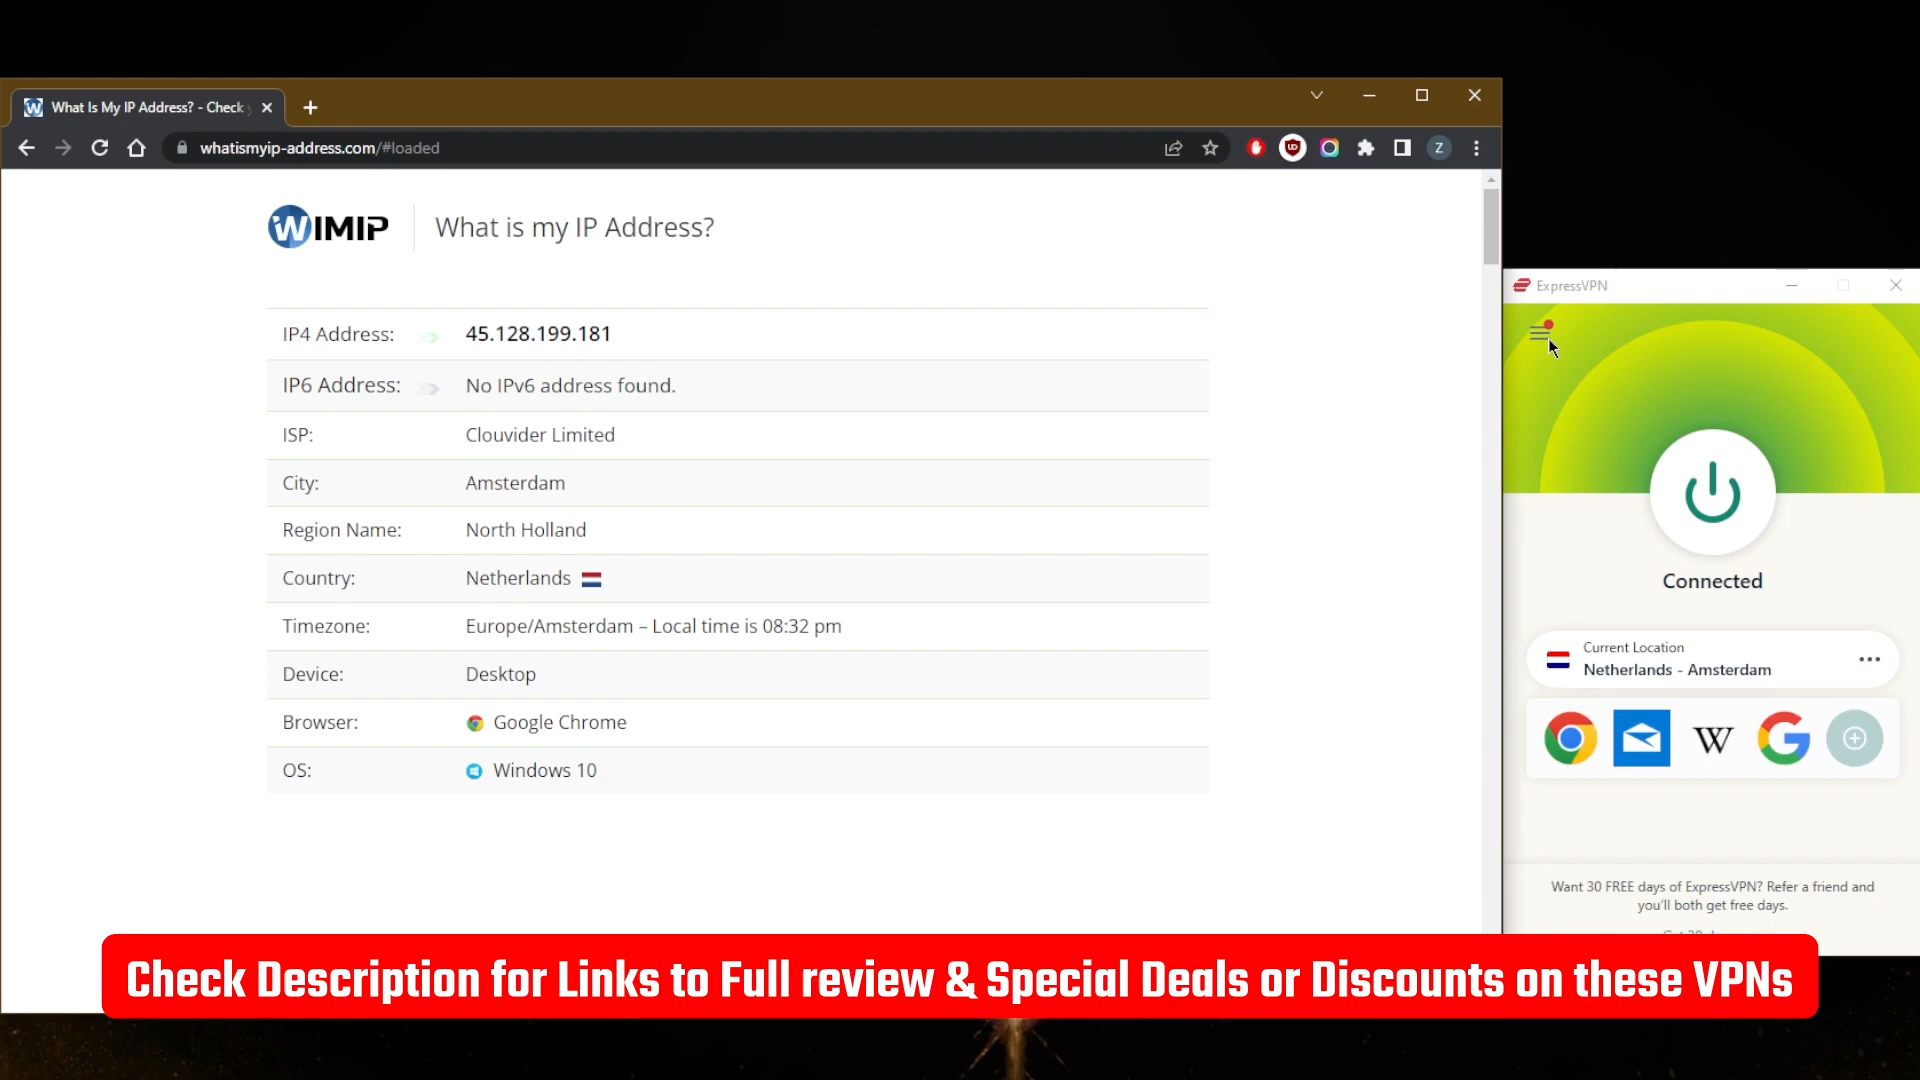 What Is My IP Address? - Check
whatismyip-address.com/#loaded
Z
WIMIP
What is my IP Address?
IP4 Address: 45.128.199.181
IP6 Address: No IPv6 address found.
ISP: Clouvider Limited
City: Amsterdam
Region Name: North Holland
Country: Netherlands
Timezone: Europe/Amsterdam – Local time is 08:32 pm
Device: Desktop
Browser: Google Chrome
OS: Windows 10
ExpressVPN
Connected
Current Location
Netherlands - Amsterdam
W
Want 30 FREE days of ExpressVPN? Refer a friend and
you'll both get free days.
Check Description for Links to Full review & Special Deals or Discounts on these VPNs